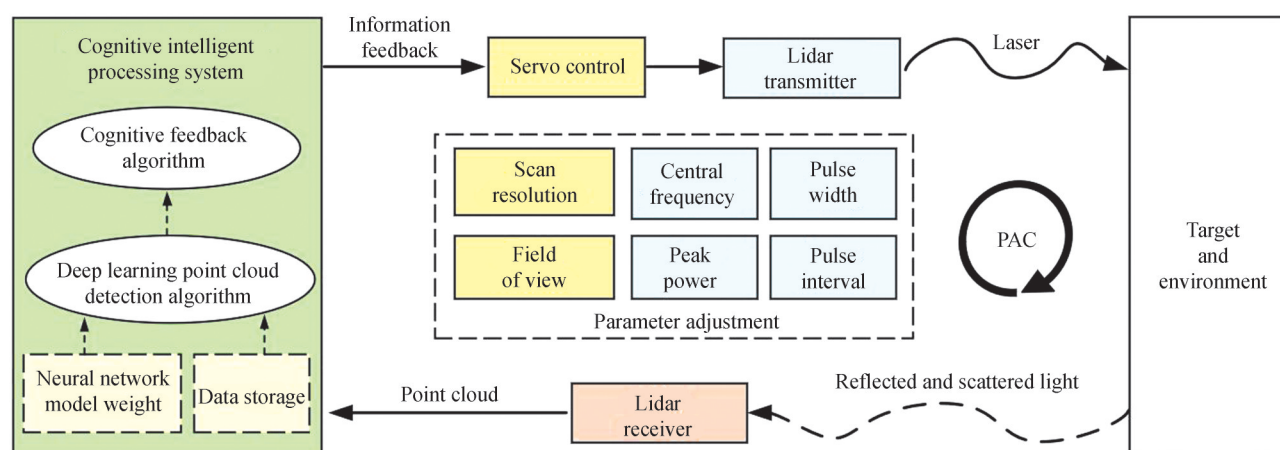 Cognitive intelligent
processing system
Cognitive feedback
algorithm
Deep learning point cloud
detection algorithm
Neural network
model weight
Data storage
Information
feedback
Servo control
Lidar
transmitter
Laser
Scan
resolution
Central
frequency
Pulse
width
Field
of view
Peak
power
Pulse
interval
Parameter adjustment
PAC
Target
and
environment
Point cloud
Lidar
receiver
Reflected and scattered light